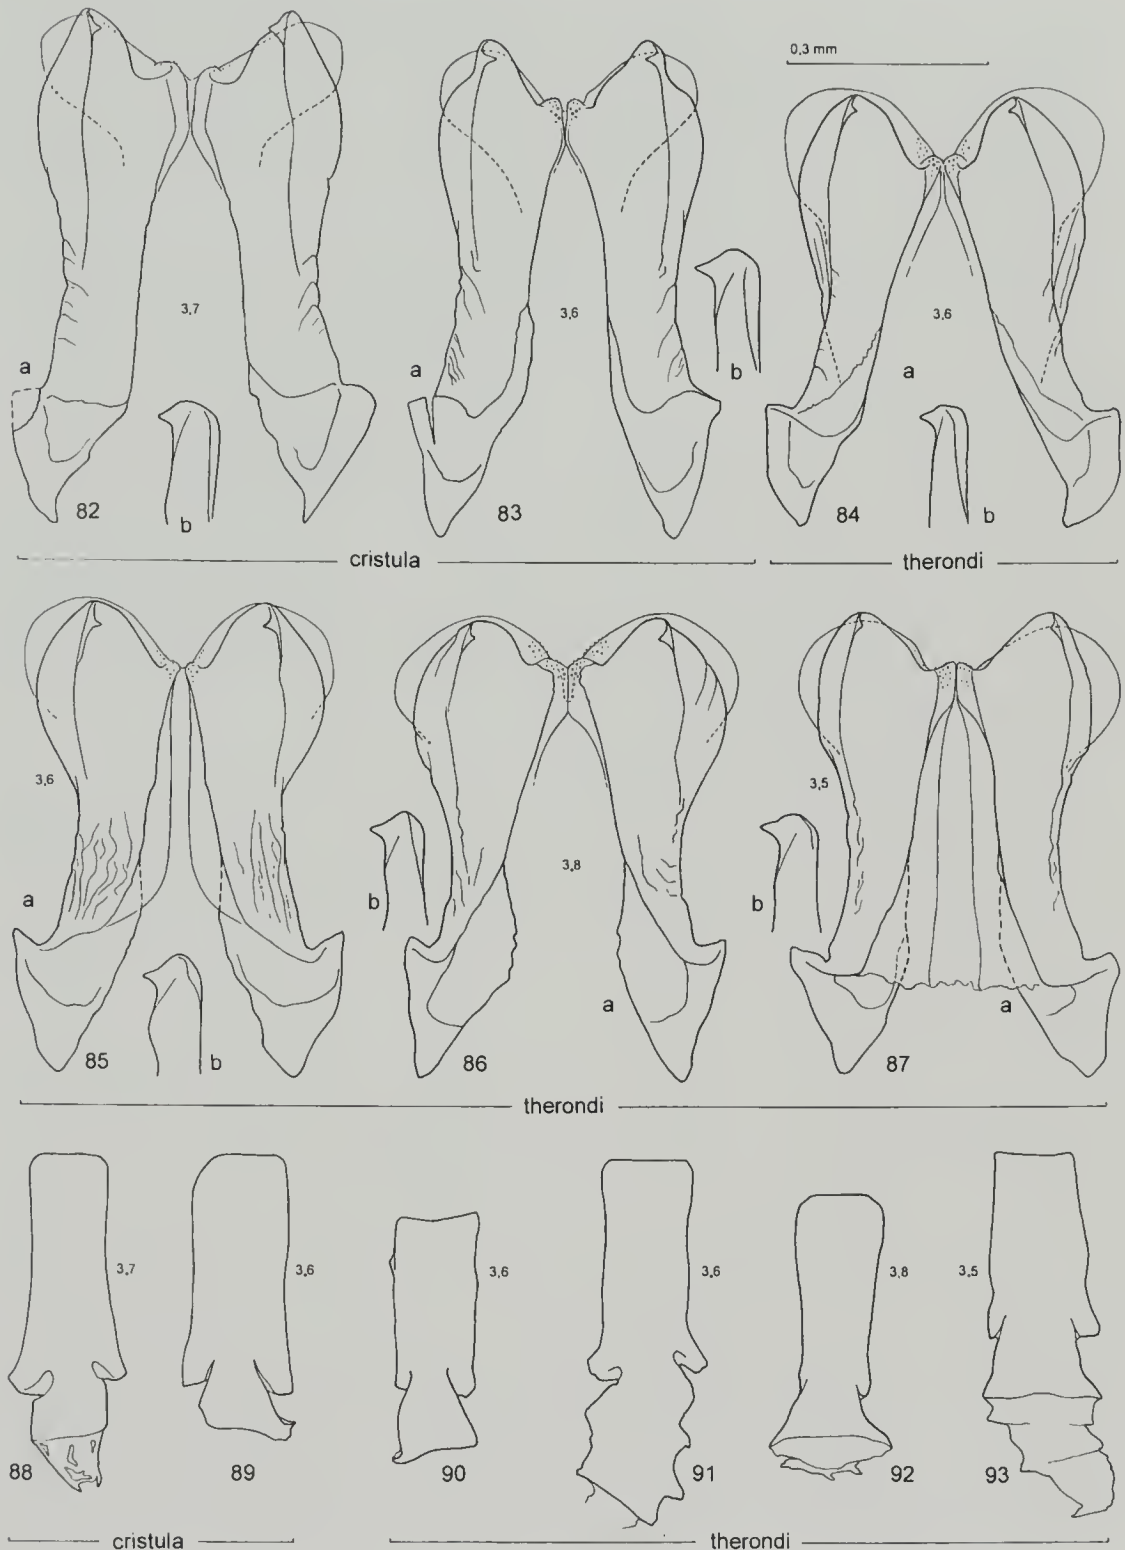 0,3 mm
3,7
3,6
3,6
a
a
a
b
b
b
82
83
84
cristula
therondi
3,6
3,8
3,5
a
b
b
a
a
b
85
86
87
therondi
3,7
3,6
3,6
3,6
3,8
3,5
88
89
90
91
92
93
cristula
therondi